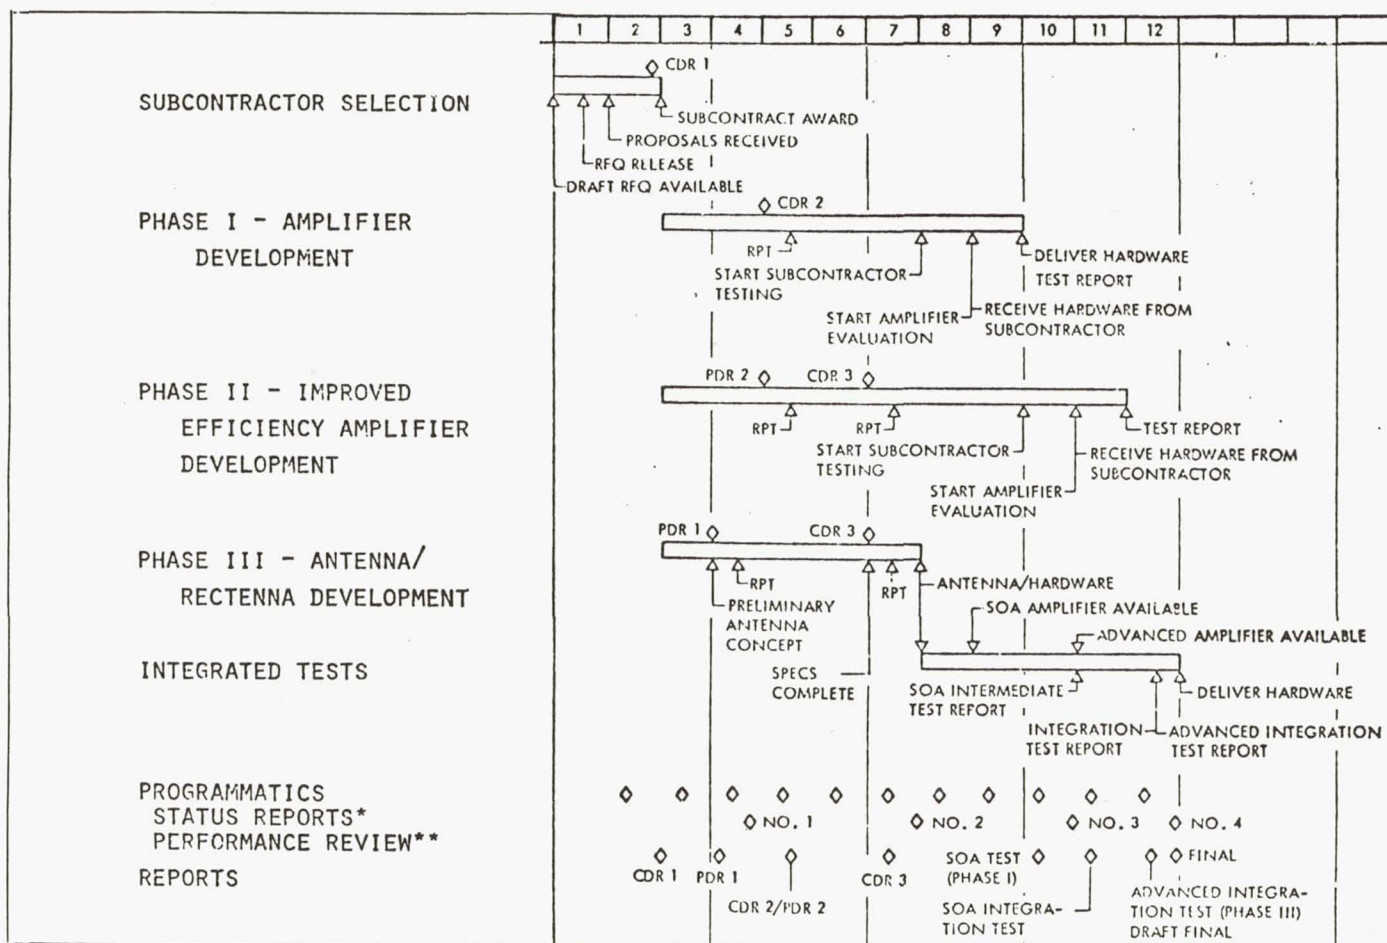 1 2 3 4 5 6 7 8 9 10 11 12
SUBCONTRACTOR SELECTION
CDR 1
SUBCONTRACT AWARD
PROPOSALS RECEIVED
RFQ RELEASE
DRAFT RFQ AVAILABLE
PHASE I - AMPLIFIER
DEVELOPMENT
CDR 2
RPT
DELIVER HARDWARE
TEST REPORT
START SUBCONTRACTOR
TESTING
RECEIVE HARDWARE FROM
SUBCONTRACTOR
START AMPLIFIER
EVALUATION
PHASE II - IMPROVED
EFFICIENCY AMPLIFIER
DEVELOPMENT
PDR 2 CDR 3
RPT RPT TEST REPORT
START SUBCONTRACTOR
TESTING
RECEIVE HARDWARE FROM
SUBCONTRACTOR
START AMPLIFIER
EVALUATION
PHASE III - ANTENNA/
RECTENNA DEVELOPMENT
PDR 1 CDR 3
RPT RPT ANTENNA/HARDWARE
PRELIMINARY
ANTENNA
CONCEPT
SPECS
COMPLETE
INTEGRATED TESTS
SOA AMPLIFIER AVAILABLE
ADVANCED AMPLIFIER AVAILABLE
SOA INTERMEDIATE
TEST REPORT
DELIVER HARDWARE
INTEGRATION
TEST REPORT
ADVANCED INTEGRATION
TEST REPORT
PROGRAMMATICS
STATUS REPORTS*
PERFORMANCE REVIEW**
NO. 1 NO. 2 NO. 3 NO. 4
REPORTS
CDR 1 PDR 1
CDR 2/PDR 2
CDR 3
SOA TEST
(PHASE I)
SOA INTEGRA-
TION TEST
FINAL
ADVANCED INTEGRA-
TION TEST (PHASE III)
DRAFT FINAL